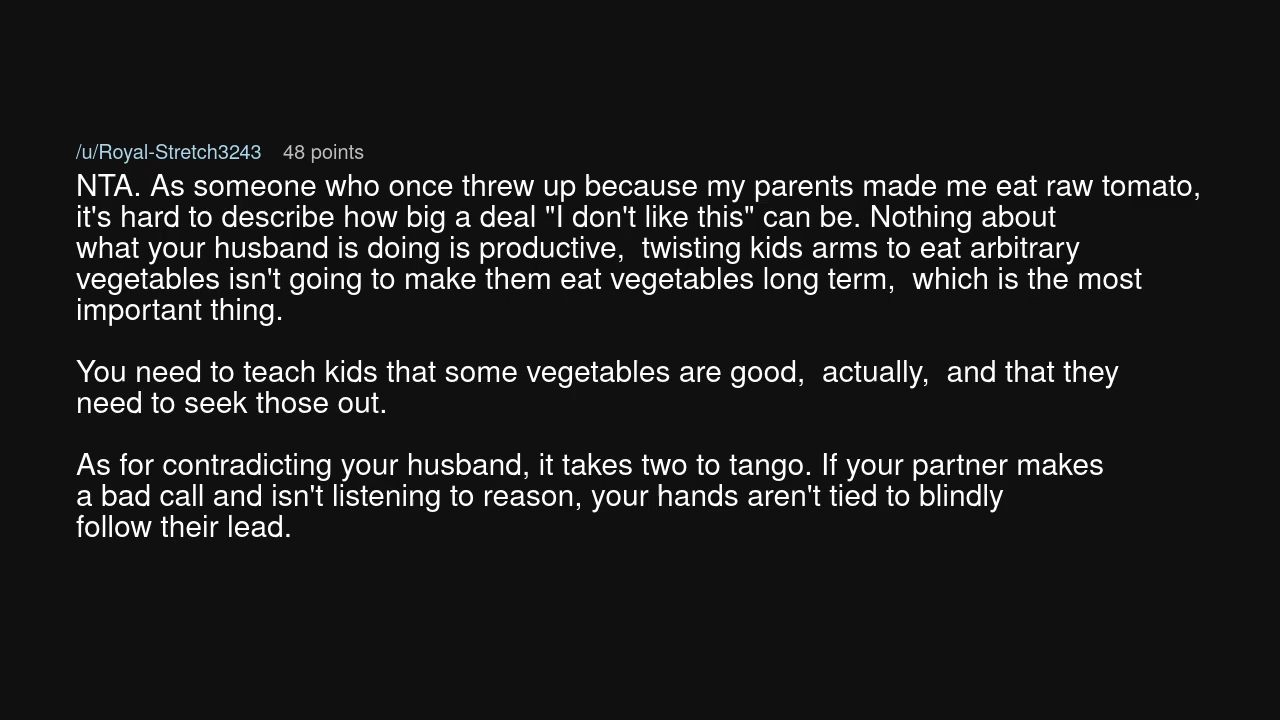 /u/Royal-Stretch3243 48 points
NTA. As someone who once threw up because my parents made me eat raw tomato,
it's hard to describe how big a deal "I don't like this" can be. Nothing about
what your husband is doing is productive,  twisting kids arms to eat arbitrary
vegetables isn't going to make them eat vegetables long term,  which is the most
important thing.
You need to teach kids that some vegetables are good,  actually,  and that they
need to seek those out.
As for contradicting your husband, it takes two to tango. If your partner makes
a bad call and isn't listening to reason, your hands aren't tied to blindly
follow their lead.